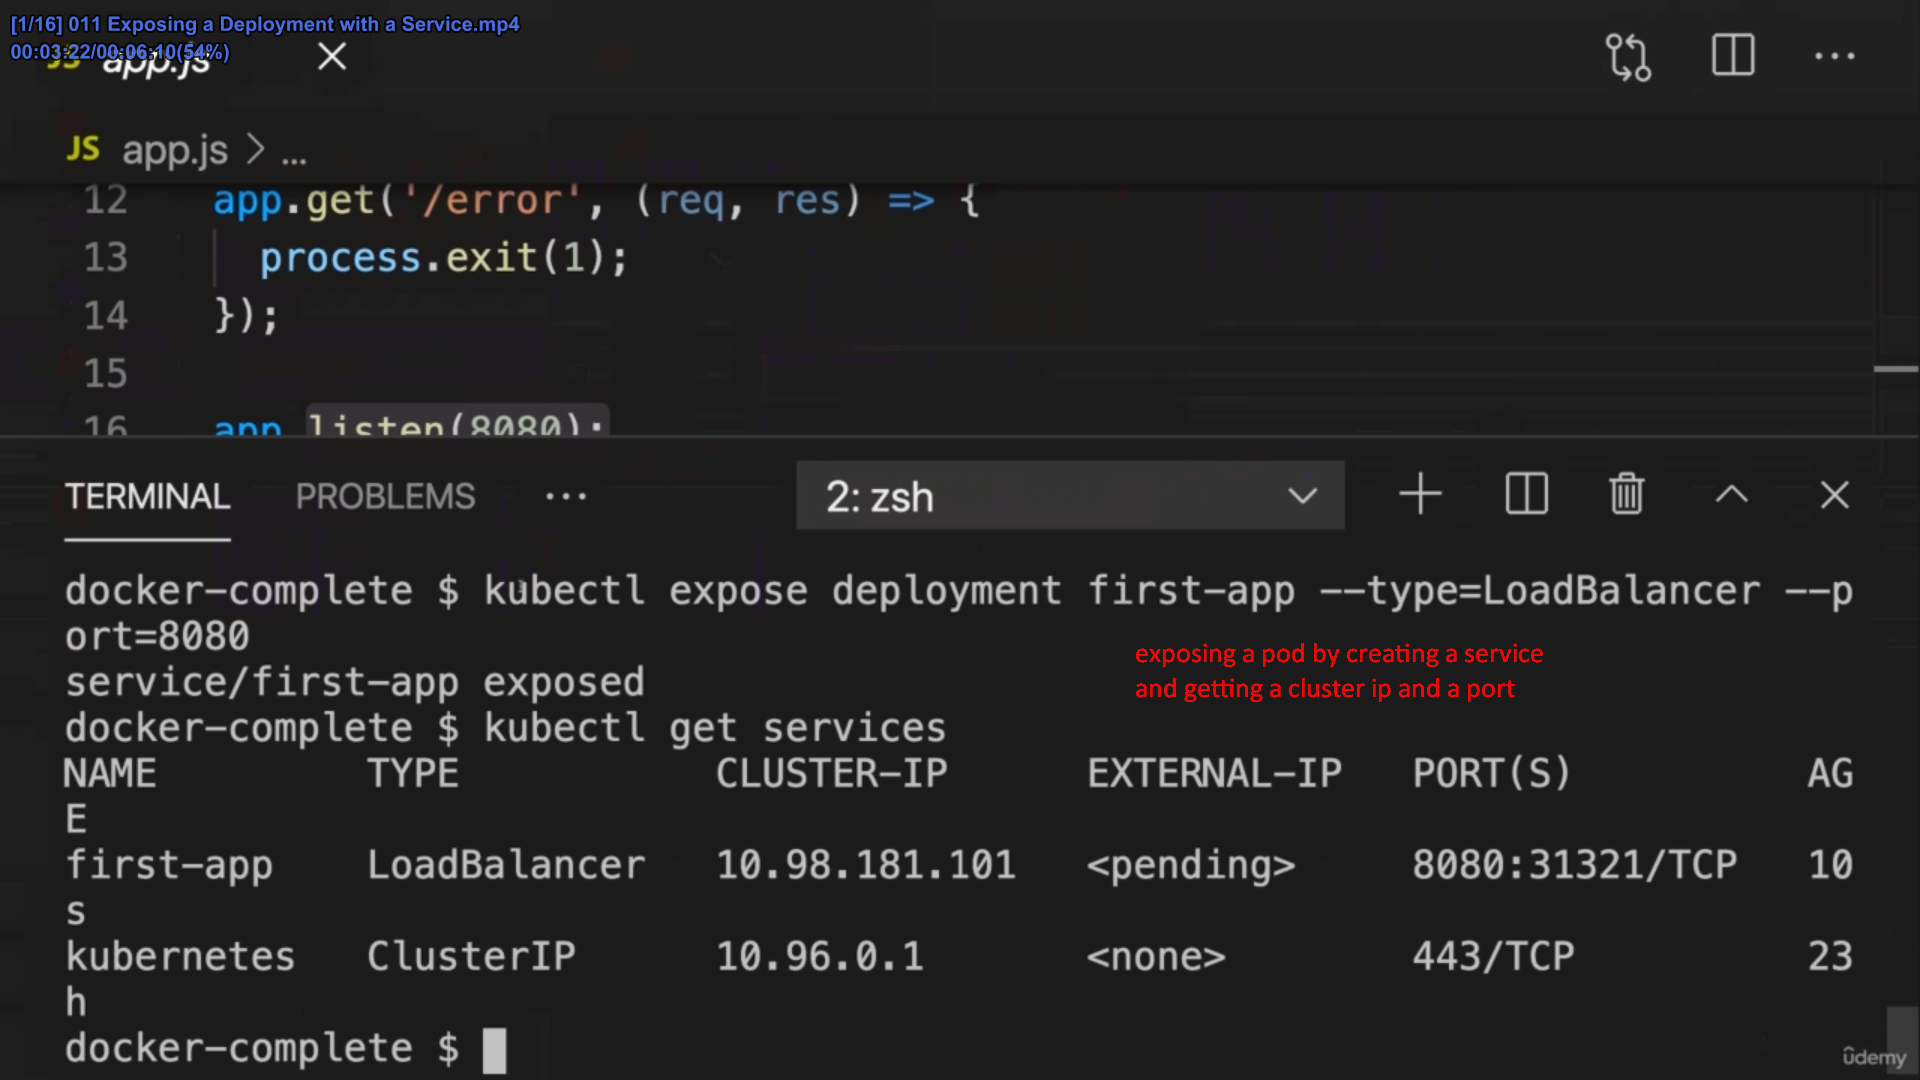 [1/16] 011 Exposing a Deployment with a Service.mp4
00:03:22/00:06:10(54%)
JS app.js
JS app.js > ...
12 app.get('/error', (req, res) => {
13 process.exit(1);
14 });
15
16 app.listen(8080);
TERMINAL PROBLEMS ... 2: zsh
docker-complete $ kubectl expose deployment first-app --type=LoadBalancer --p
ort=8080
exposing a pod by creating a service
and getting a cluster ip and a port
service/first-app exposed
docker-complete $ kubectl get services
NAME TYPE CLUSTER-IP EXTERNAL-IP PORT(S) AG
E
first-app LoadBalancer 10.98.181.101 <pending> 8080:31321/TCP 10
s
kubernetes ClusterIP 10.96.0.1 <none> 443/TCP 23
h
docker-complete $
ûdemy